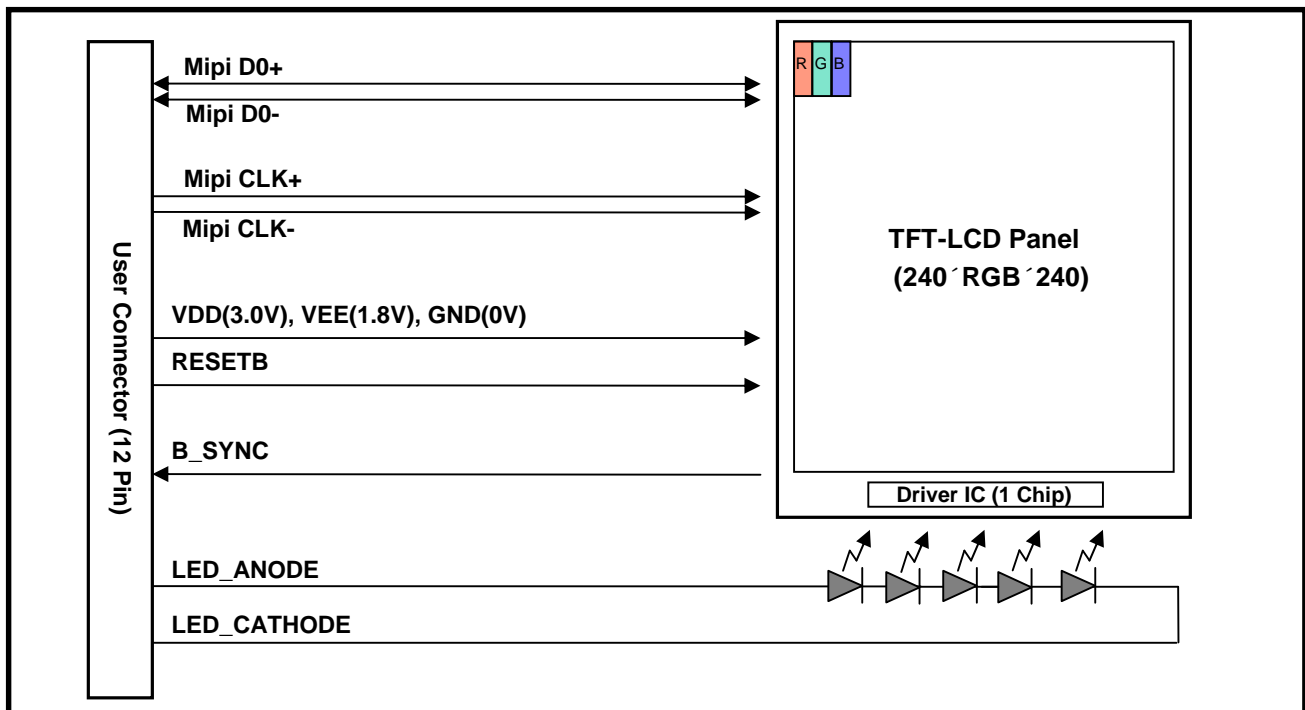 Mipi D0+
Mipi D0-
Mipi CLK+
Mipi CLK-
VDD(3.0V), VEE(1.8V), GND(0V)
RESETB
B_SYNC
LED_ANODE
LED_CATHODE
User Connector (12 Pin)
R G B
TFT-LCD Panel
(240´RGB´240)
Driver IC (1 Chip)